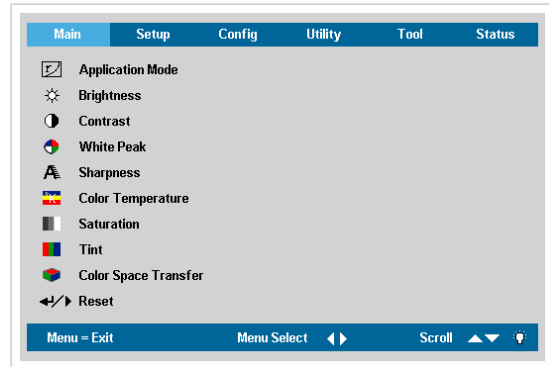 Main Setup Config Utility Tool Status
Application Mode
Brightness
Contrast
White Peak
Sharpness
Color Temperature
Saturation
Tint
Color Space Transfer
Reset
Menu = Exit Menu Select Scroll